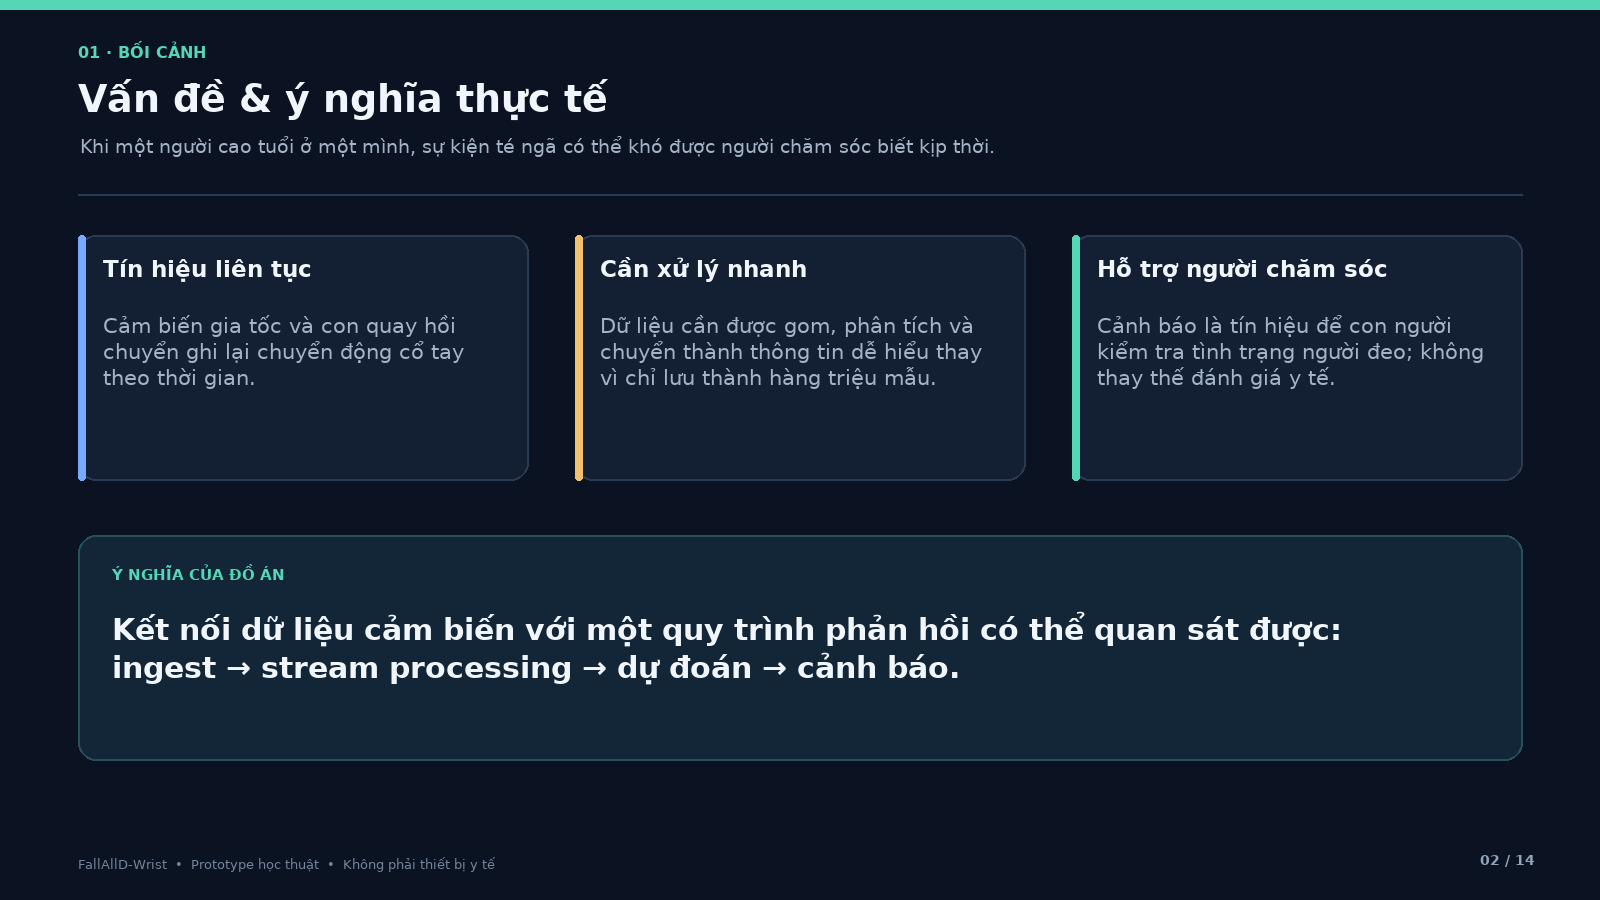 01 · BỐI CẢNH
Vấn đề & ý nghĩa thực tế
Khi một người cao tuổi ở một mình, sự kiện té ngã có thể khó được người chăm sóc biết kịp thời.
Tín hiệu liên tục
Cảm biến gia tốc và con quay hồi
chuyển ghi lại chuyển động cổ tay
theo thời gian.
Cần xử lý nhanh
Dữ liệu cần được gom, phân tích và
chuyển thành thông tin dễ hiểu thay
vì chỉ lưu thành hàng triệu mẫu.
Hỗ trợ người chăm sóc
Cảnh báo là tín hiệu để con người
kiểm tra tình trạng người đeo; không
thay thế đánh giá y tế.
Ý NGHĨA CỦA ĐỒ ÁN
Kết nối dữ liệu cảm biến với một quy trình phản hồi có thể quan sát được:
ingest → stream processing → dự đoán → cảnh báo.
FallAllD-Wrist • Prototype học thuật • Không phải thiết bị y tế
02 / 14